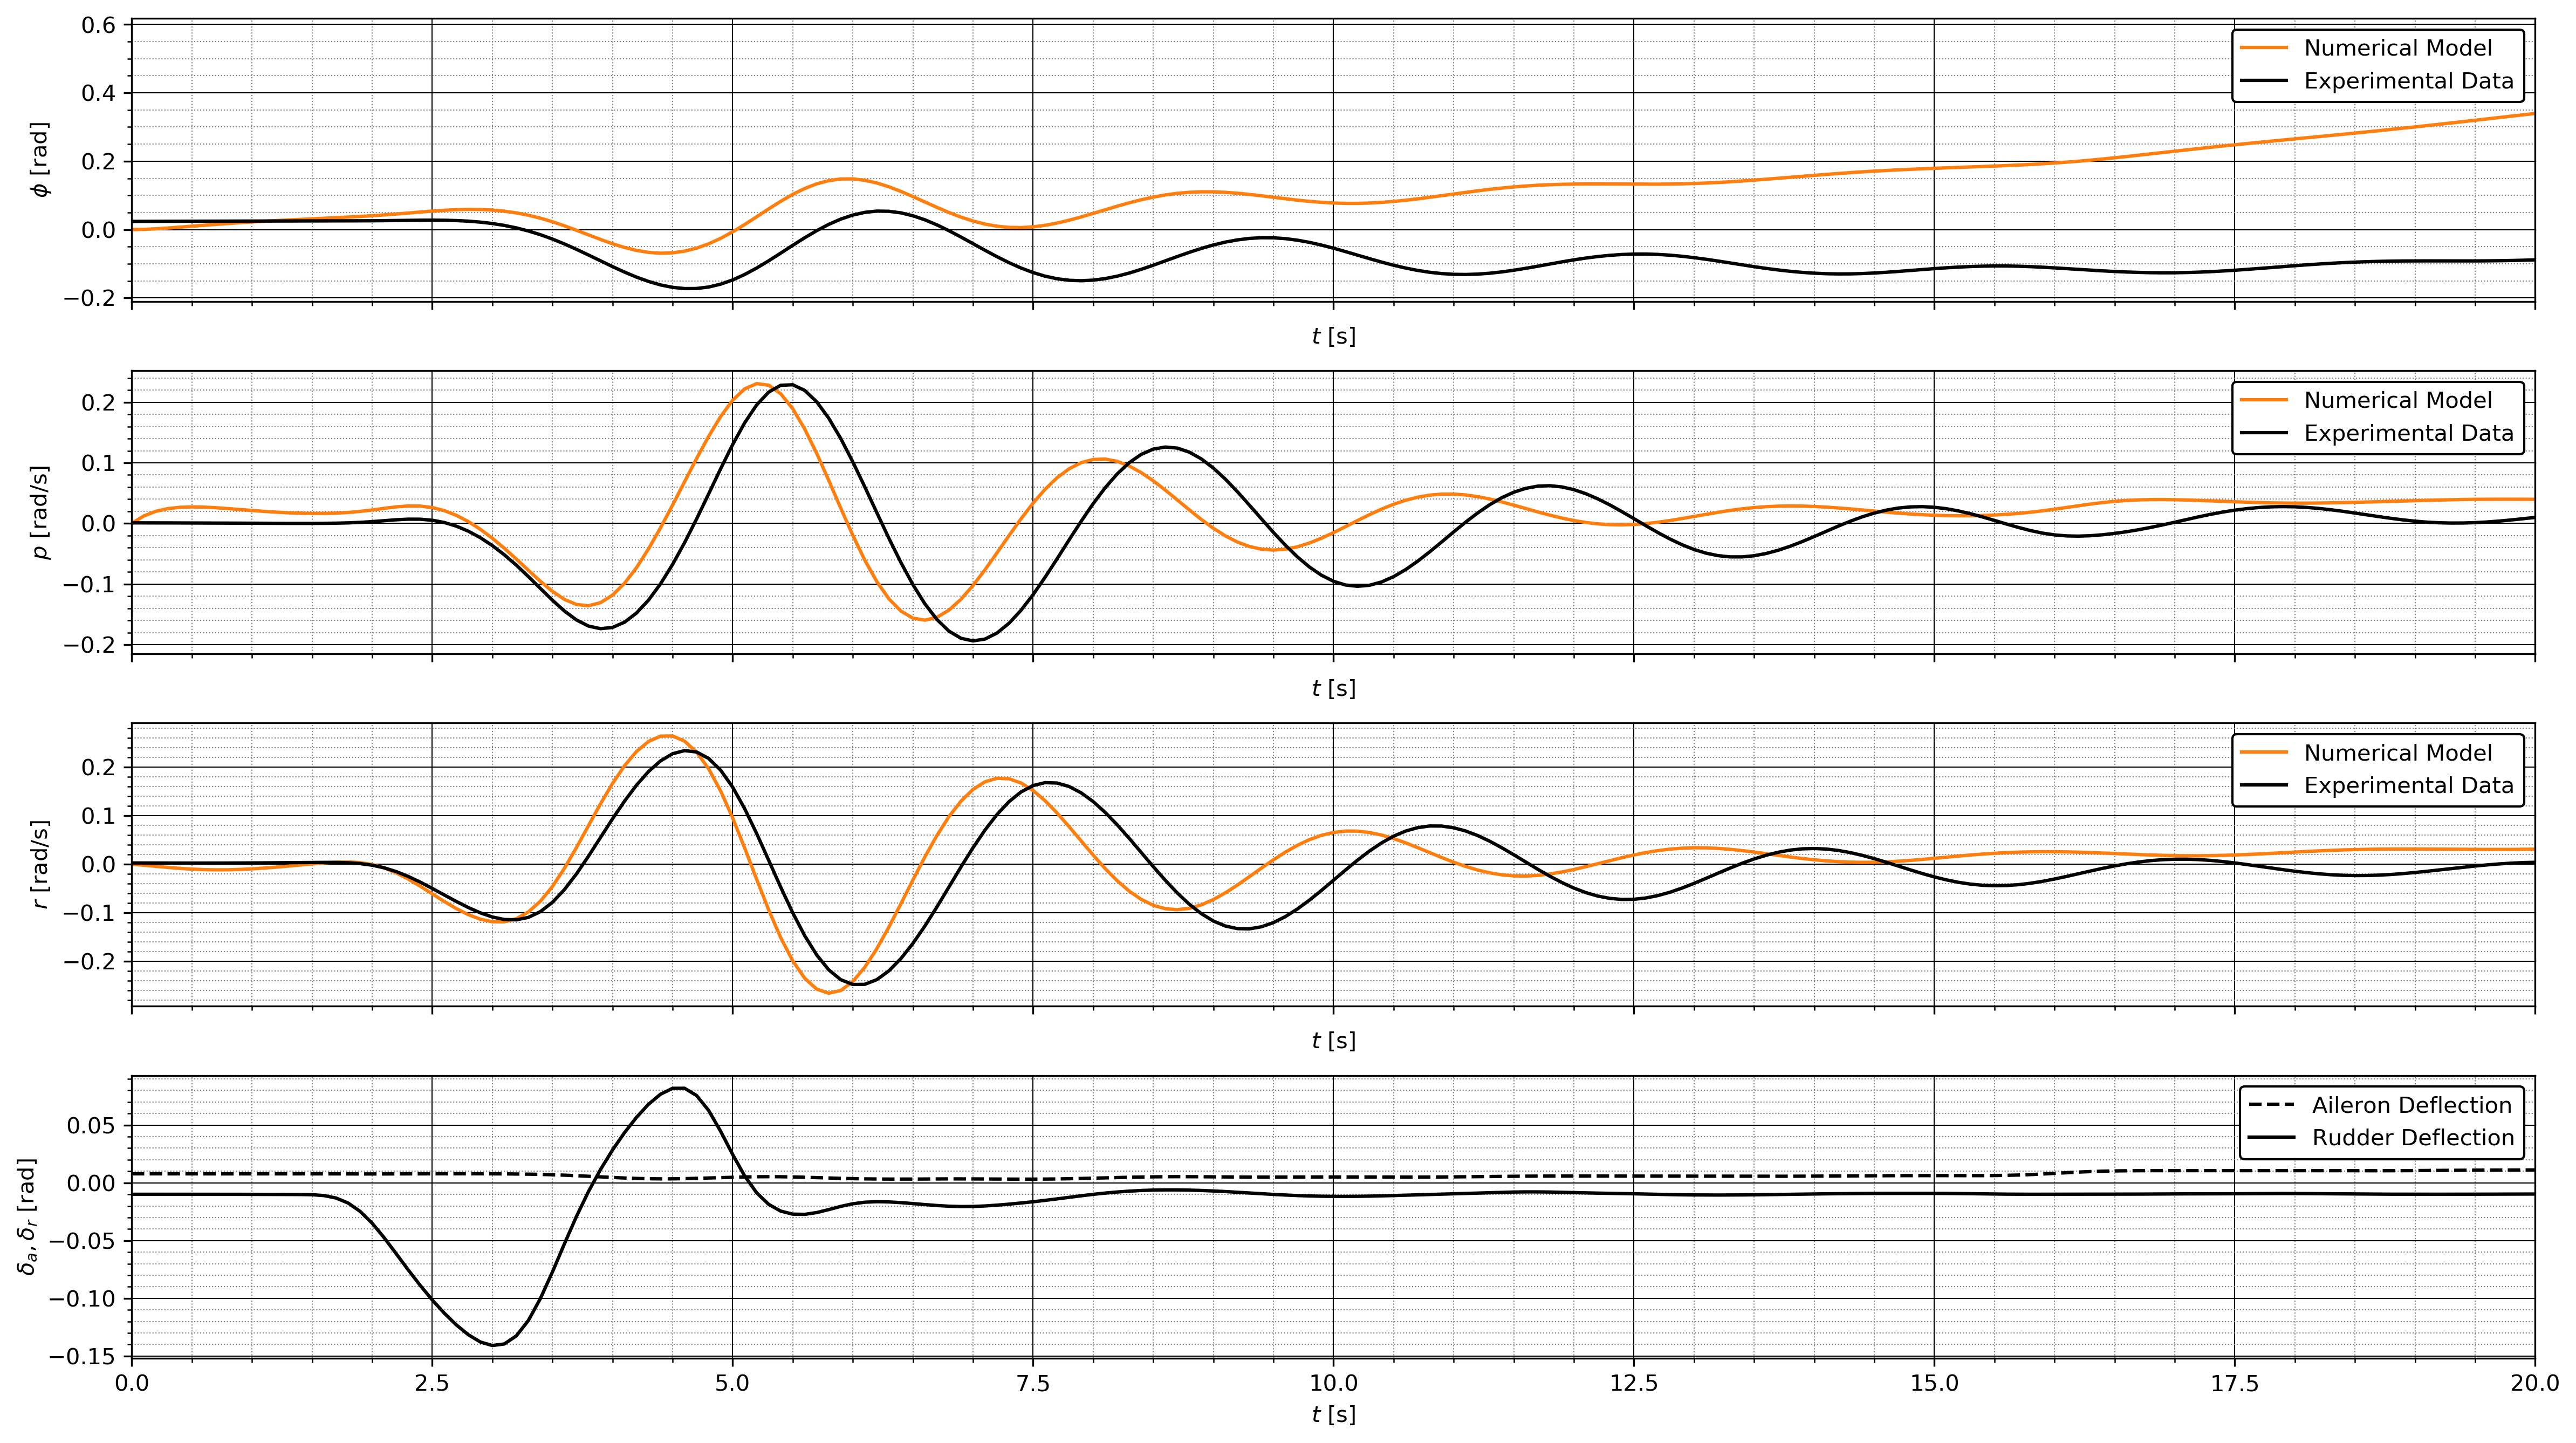 0.6
0.4
0.2
0.0
−0.2
ϕ [rad]
Numerical Model
Experimental Data
t [s]
0.2
0.1
0.0
−0.1
−0.2
p [rad/s]
Numerical Model
Experimental Data
t [s]
0.2
0.1
0.0
−0.1
−0.2
r [rad/s]
Numerical Model
Experimental Data
t [s]
0.05
0.00
−0.05
−0.10
−0.15
δa, δr [rad]
Aileron Deflection
Rudder Deflection
0.0 2.5 5.0 7.5 10.0 12.5 15.0 17.5 20.0
t [s]